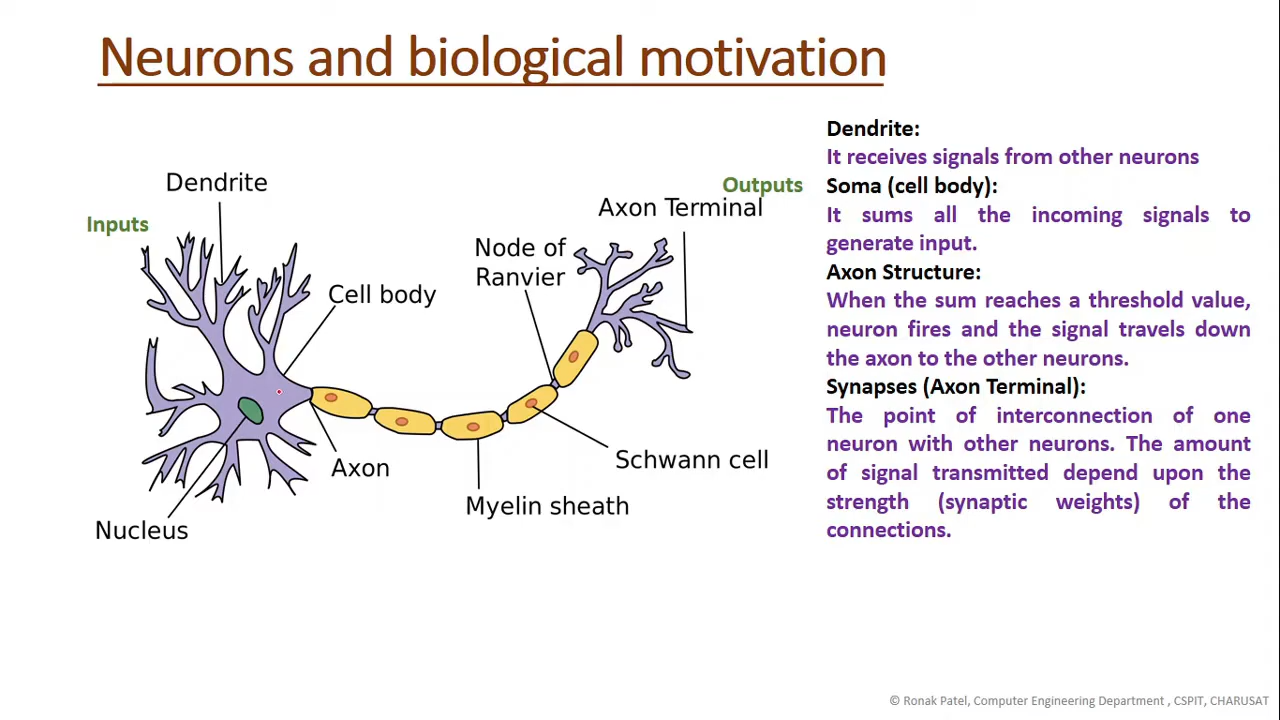 Neurons and biological motivation
Dendrite
Inputs
Cell body
Node of
Ranvier
Outputs
Axon Terminal
Axon
Nucleus
Myelin sheath
Schwann cell
Dendrite:
It receives signals from other neurons
Soma (cell body):
It sums all the incoming signals to
generate input.
Axon Structure:
When the sum reaches a threshold value,
neuron fires and the signal travels down
the axon to the other neurons.
Synapses (Axon Terminal):
The point of interconnection of one
neuron with other neurons. The amount
of signal transmitted depend upon the
strength (synaptic weights) of the
connections.
© Ronak Patel, Computer Engineering Department , CSPIT, CHARUSAT